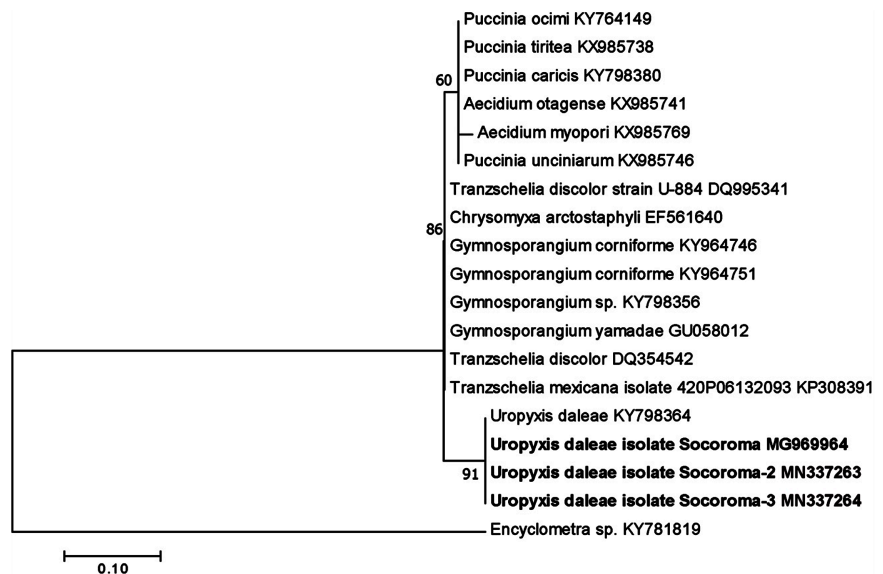 Puccinia ocimi KY764149
Puccinia tiritea KX985738
Puccinia caricis KY798380
60
Aecidium otagense KX985741
Aecidium myopori KX985769
Puccinia unciniarum KX985746
Tranzschelia discolor strain U-884 DQ995341
Chrysomyxa arctostaphyli EF561640
86
Gymnosporangium corniforme KY964746
Gymnosporangium corniforme KY964751
Gymnosporangium sp. KY798356
Gymnosporangium yamadae GU058012
Tranzschelia discolor DQ354542
Tranzschelia mexicana isolate 420P06132093 KP308391
Uropyxis daleae KY798364
Uropyxis daleae isolate Socoroma MG969964
91
Uropyxis daleae isolate Socoroma-2 MN337263
Uropyxis daleae isolate Socoroma-3 MN337264
Encyclometra sp. KY781819
0.10